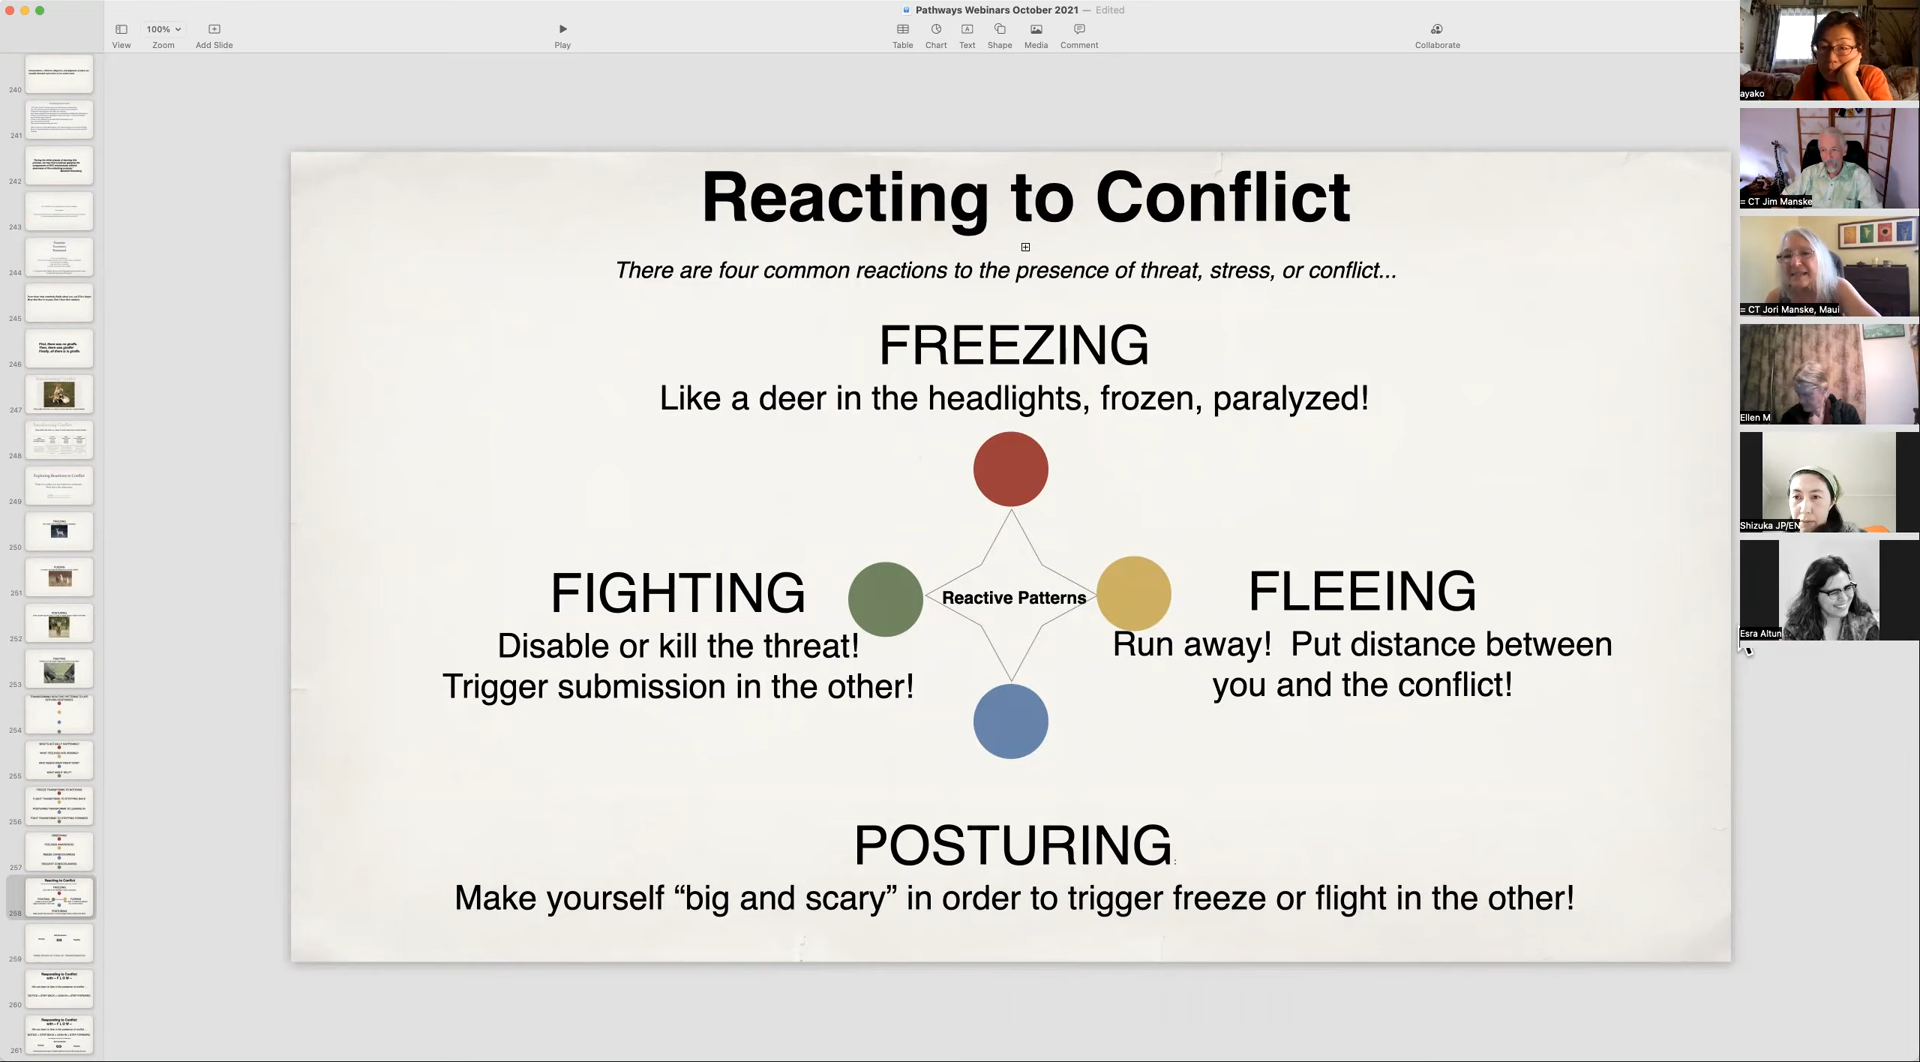 Pathways Webinars October 2021 — Edited
View
100%
Zoom
Add Slide
Play
Table
Chart
Text
Shape
Media
Comment
Collaborate
240
241
242
243
244
245
246
247
248
249
250
251
252
253
254
255
256
257
258
259
260
261
Reacting to Conflict
There are four common reactions to the presence of threat, stress, or conflict...
FREEZING
Like a deer in the headlights, frozen, paralyzed!
FIGHTING
Disable or kill the threat!
Trigger submission in the other!
Reactive Patterns
FLEEING
Run away! Put distance between
you and the conflict!
POSTURING
Make yourself “big and scary” in order to trigger freeze or flight in the other!
ayako
= CT Jim Manske
= CT Jori Manske, Maui
Ellen M
Shizuka JP/EN
Esra Altun